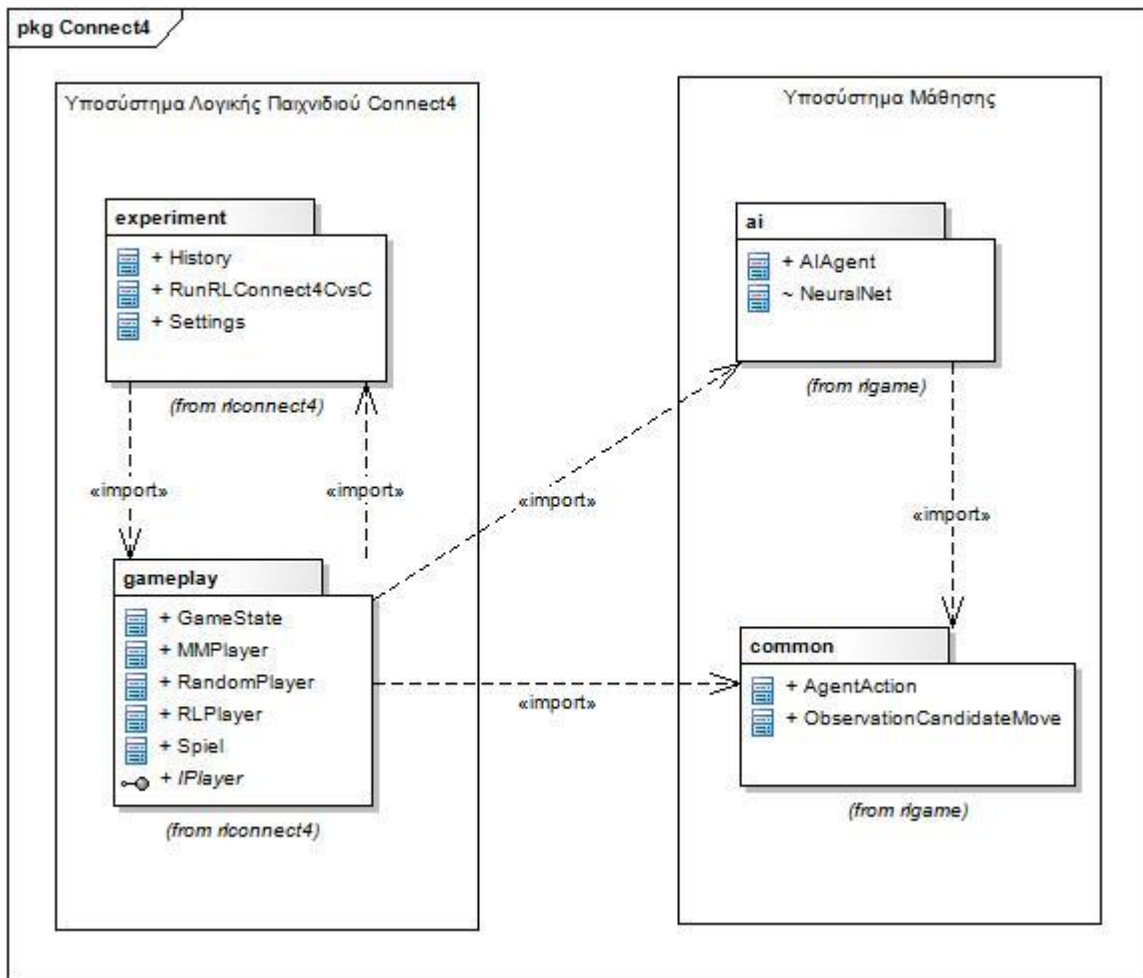 pkg Connect4
Υποσύστημα Λογικής Παιχνιδιού Connect4
Υποσύστημα Μάθησης
experiment
+ History
+ RunRLConnect4CvsC
+ Settings
(from rlconnect4)
ai
+ AIAgent
~ NeuralNet
(from rlgame)
«import»
«import»
«import»
«import»
gameplay
+ GameState
+ MMPlayer
+ RandomPlayer
+ RLPlayer
+ Spiel
+ IPlayer
(from rlconnect4)
«import»
common
+ AgentAction
+ ObservationCandidateMove
(from rlgame)